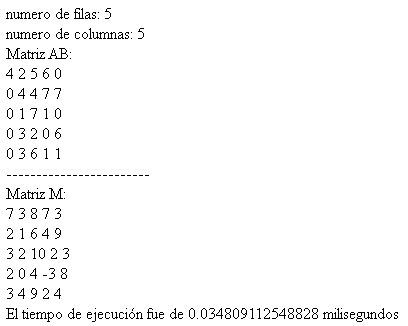 numero de filas: 5
numero de columnas: 5
Matriz AB:
4 2 5 6 0
0 4 4 7 7
0 1 7 1 0
0 3 2 0 6
0 3 6 1 1
-------------------------
Matriz M:
7 3 8 7 3
2 1 6 4 9
3 2 10 2 3
2 0 4 -3 8
3 4 9 2 4
El tiempo de ejecución fue de 0.034809112548828 milisegundos